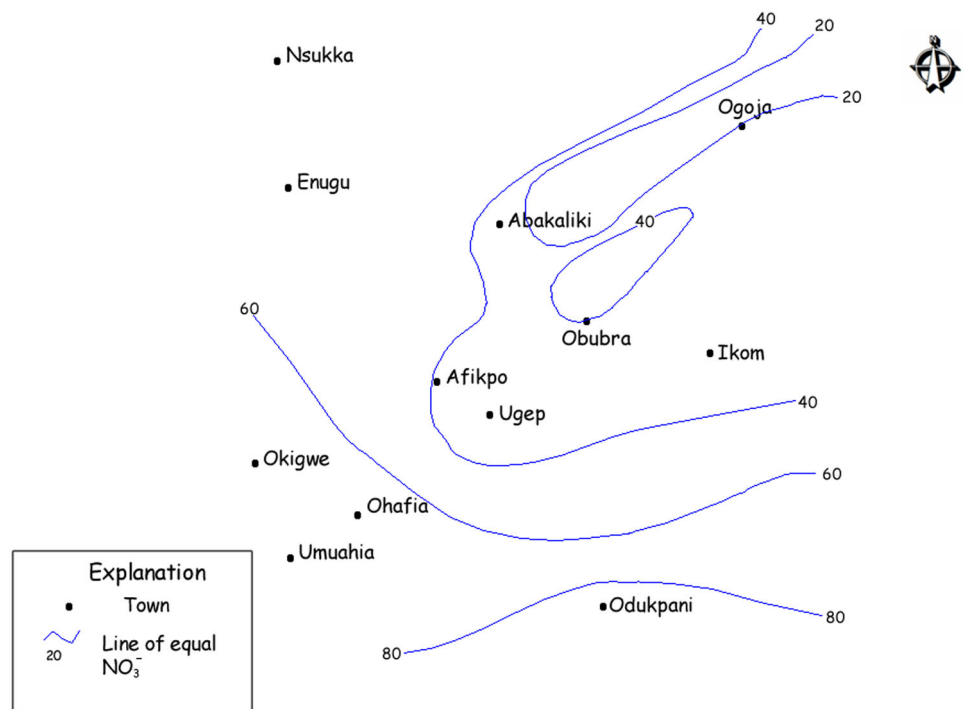 40
20
N
Nsukka
20
Ogoja
Enugu
Abakaliki
40
60
Obubra
Ikom
Afikpo
40
Ugep
Okigwe
60
Ohafia
Umuahia
Odukpani
80
80
Explanation
Town
Line of equal
20
NO₃⁻